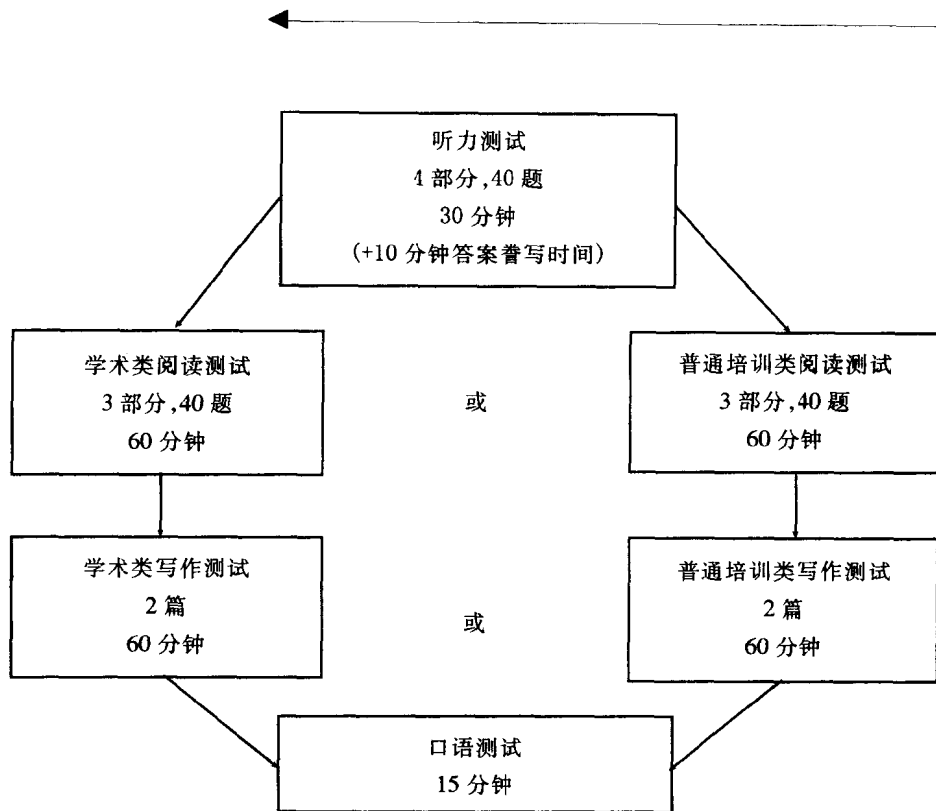 听力测试
4 部分,40 题
30 分钟
(+10 分钟答案誊写时间)
学术类阅读测试
3 部分,40 题
60 分钟
或
普通培训类阅读测试
3 部分,40 题
60 分钟
学术类写作测试
2 篇
60 分钟
或
普通培训类写作测试
2 篇
60 分钟
口语测试
15 分钟